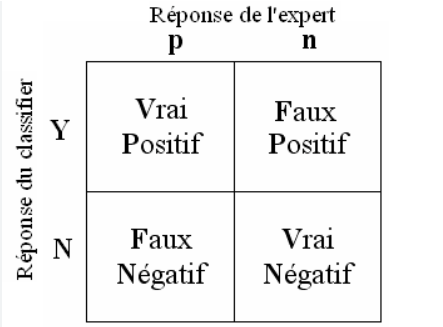 Réponse de l'expert
p n
Réponse du classifier
Y
Vrai
Positif
Faux
Positif
N
Faux
Négatif
Vrai
Négatif